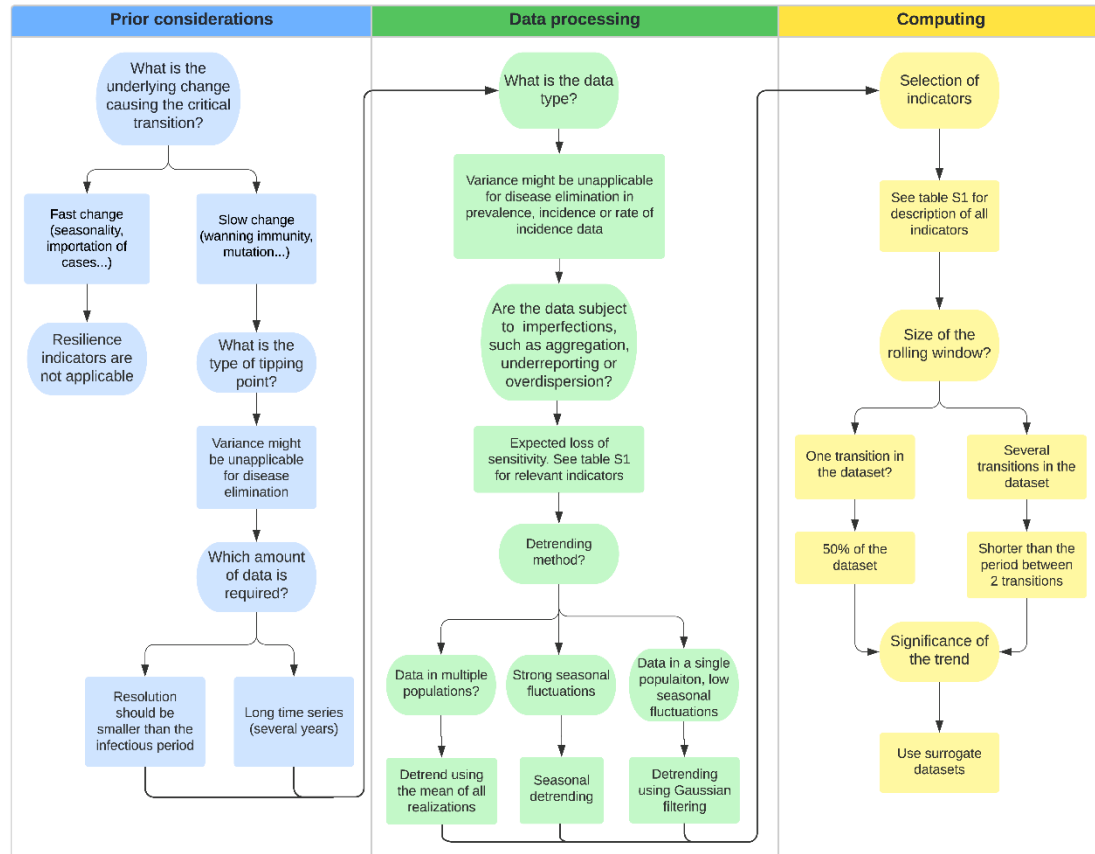 Prior considerations
What is the
underlying change
causing the critical
transition?
Fast change
(seasonality,
importation of
cases...)
Slow change
(wanning immunity,
mutation...)
Resilience
indicators are
not applicable
What is the
type of tipping
point?
Variance might
be unapplicable
for disease
elimination
Which amount
of data is
required?
Resolution
should be
smaller than the
infectious period
Long time series
(several years)
Data processing
What is the data
type?
Variance might be unapplicable
for disease elimination in
prevalence, incidence or rate of
incidence data
Are the data subject
to imperfections,
such as aggregation,
underreporting or
overdispersion?
Expected loss of
sensitivity. See table S1
for relevant indicators
Detrending
method?
Data in multiple
populations?
Strong seasonal
fluctuations
Data in a single
populaiton, low
seasonal
fluctuations
Detrend using
the mean of all
realizations
Seasonal
detrending
Detrending
using Gaussian
filtering
Computing
Selection of
indicators
See table S1 for
description of all
indicators
Size of the
rolling window?
One transition in
the dataset?
Several
transitions in the
dataset
50% of the
dataset
Shorter than the
period between
2 transitions
Significance of
the trend
Use surrogate
datasets